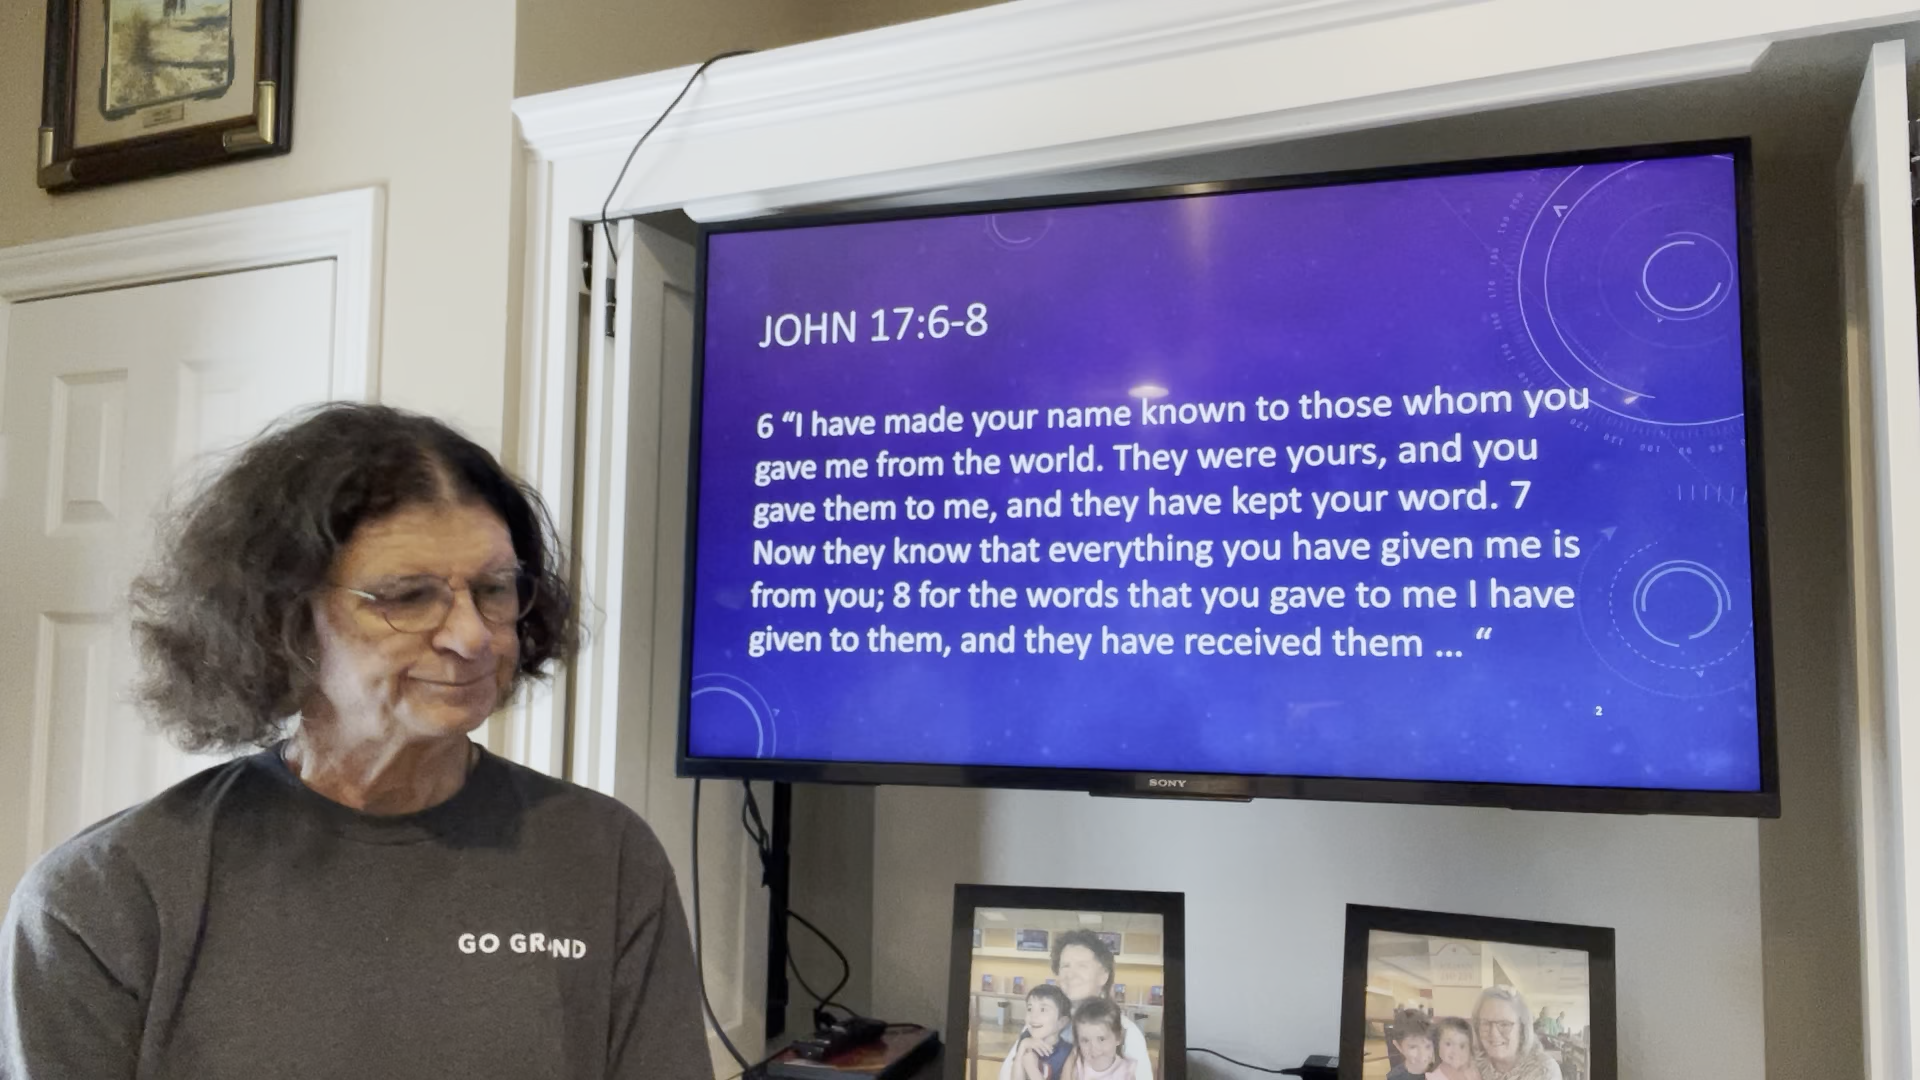 JOHN 17:6-8
6 “I have made your name known to those whom you
gave me from the world. They were yours, and you
gave them to me, and they have kept your word. 7
Now they know that everything you have given me is
from you; 8 for the words that you gave to me I have
given to them, and they have received them ... “
2
SONY
GO GRIND